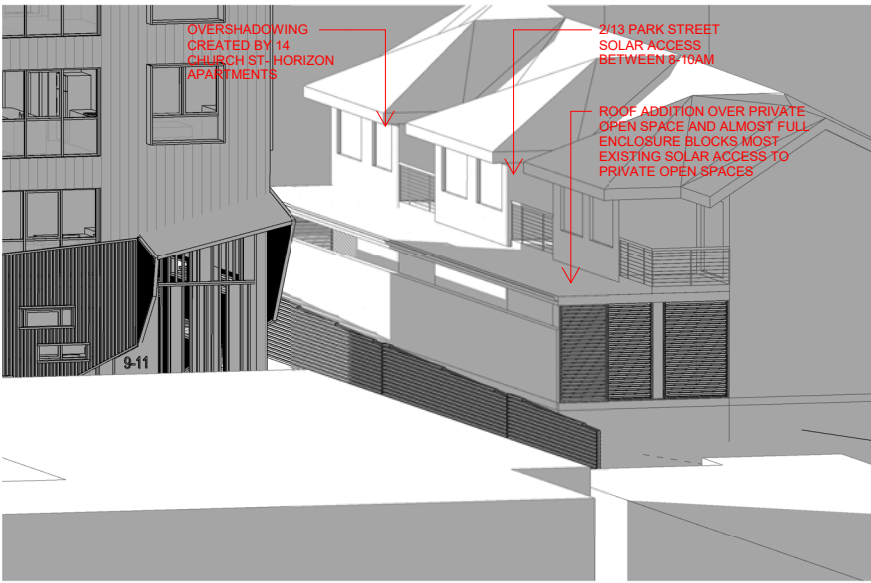 OVERSHADOWING
CREATED BY 14
CHURCH ST- HORIZON
APARTMENTS
2/13 PARK STREET
SOLAR ACCESS
BETWEEN 8-10AM
ROOF ADDITION OVER PRIVATE
OPEN SPACE AND ALMOST FULL
ENCLOSURE BLOCKS MOST
EXISTING SOLAR ACCESS TO
PRIVATE OPEN SPACES
9-11